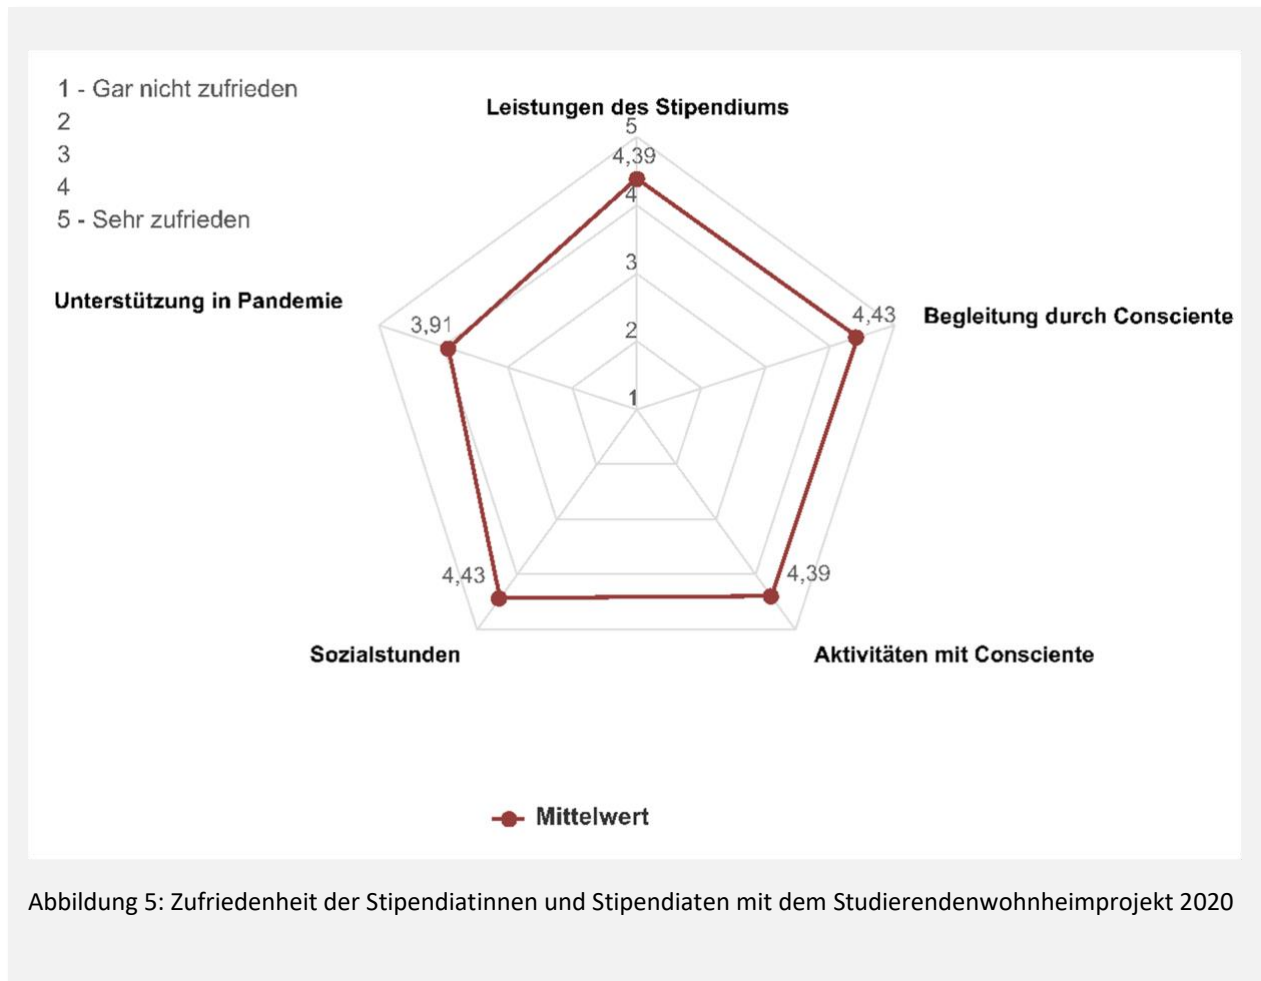 1 - Gar nicht zufrieden
2
3
4
5 - Sehr zufrieden
Leistungen des Stipendiums
5
4,39
4
3
2
1
Unterstützung in Pandemie
3,91
4,43
Begleitung durch Consciente
4,43
4,39
Sozialstunden
Aktivitäten mit Consciente
Mittelwert
Abbildung 5: Zufriedenheit der Stipendiatinnen und Stipendiaten mit dem Studierendenwohnheimprojekt 2020